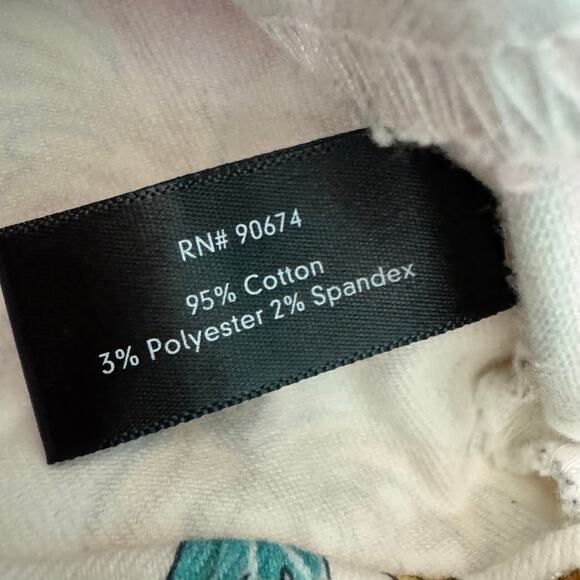 RN# 90674
95% Cotton
3% Polyester 2% Spandex